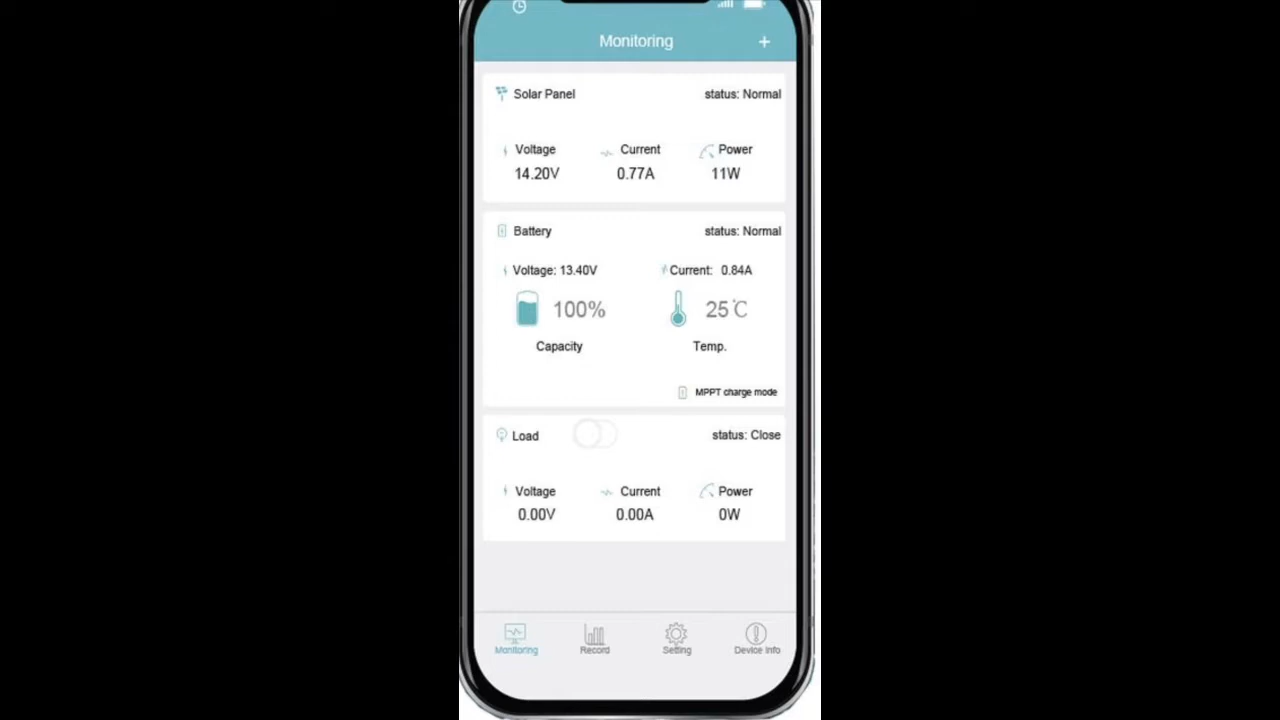 Monitoring +
Solar Panel status: Normal
Voltage Current Power
14.20V 0.77A 11W
Battery status: Normal
Voltage: 13.40V Current: 0.84A
100% 25℃
Capacity Temp.
MPPT charge mode
Load status: Close
Voltage Current Power
0.00V 0.00A 0W
Monitoring Record Setting Device Info